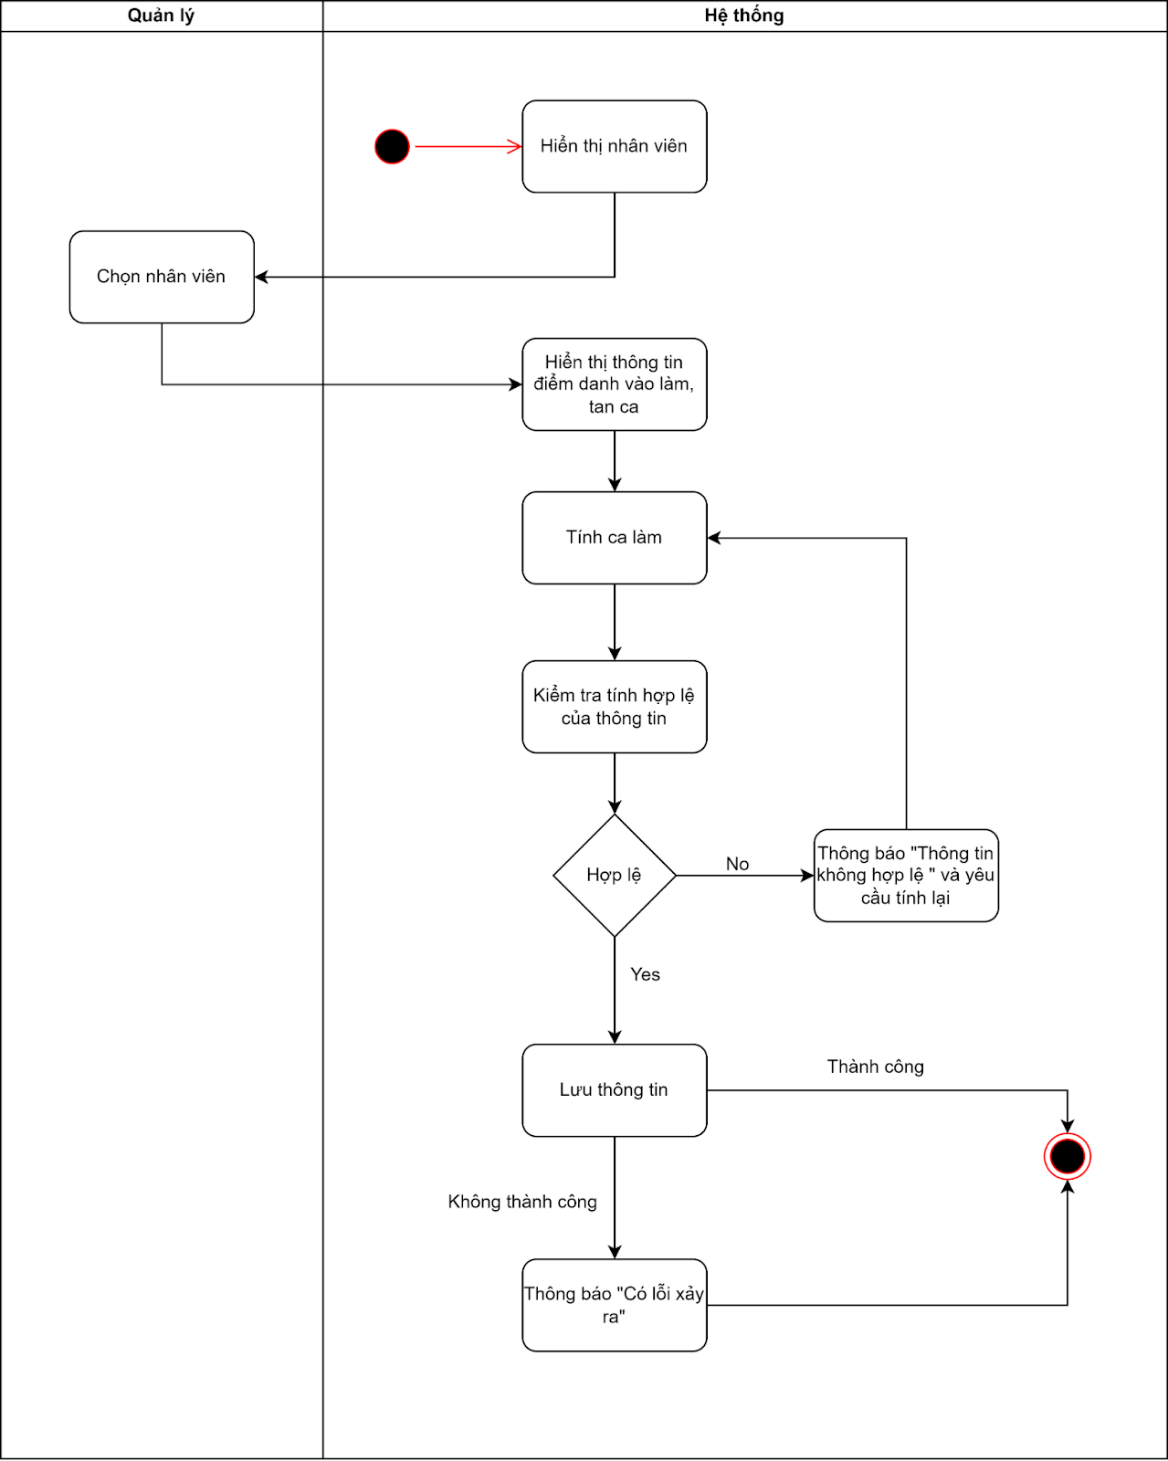 Quản lý
Hệ thống
Hiển thị nhân viên
Chọn nhân viên
Hiển thị thông tin
điểm danh vào làm,
tan ca
Tính ca làm
Kiểm tra tính hợp lệ
của thông tin
Hợp lệ
No
Thông báo "Thông tin
không hợp lệ " và yêu
cầu tính lại
Yes
Lưu thông tin
Thành công
Không thành công
Thông báo "Có lỗi xảy
ra"